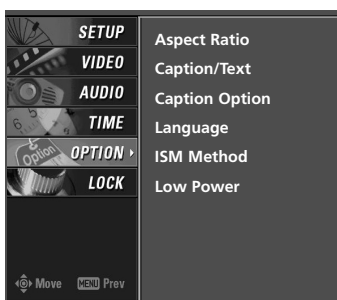 SETUP
VIDEO
AUDIO
TIME
OPTION
LOCK
Aspect Ratio
Caption/Text
Caption Option
Language
ISM Method
Low Power
Option
Move MENU Prev